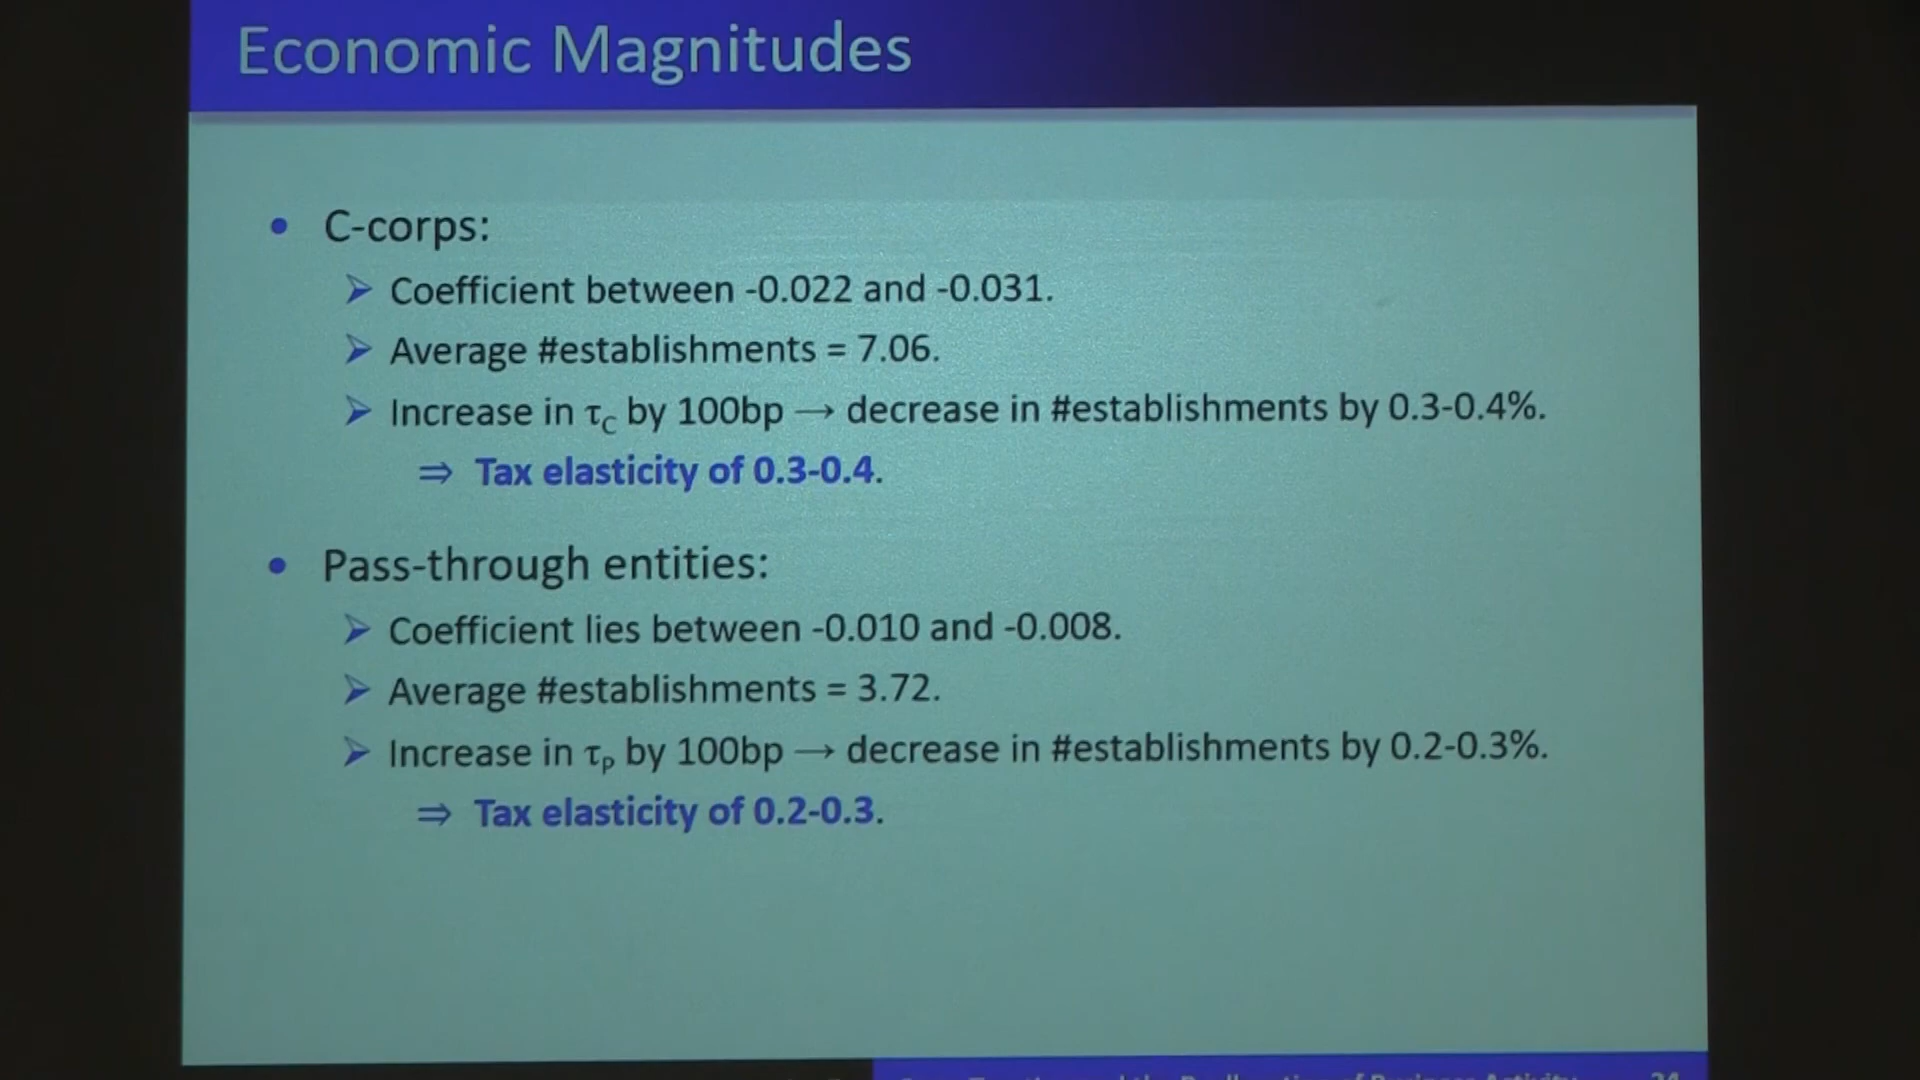 Economic Magnitudes
• C-corps:
➢ Coefficient between -0.022 and -0.031.
➢ Average #establishments = 7.06.
➢ Increase in τC by 100bp → decrease in #establishments by 0.3-0.4%.
⇒ Tax elasticity of 0.3-0.4.
• Pass-through entities:
➢ Coefficient lies between -0.010 and -0.008.
➢ Average #establishments = 3.72.
➢ Increase in τP by 100bp → decrease in #establishments by 0.2-0.3%.
⇒ Tax elasticity of 0.2-0.3.